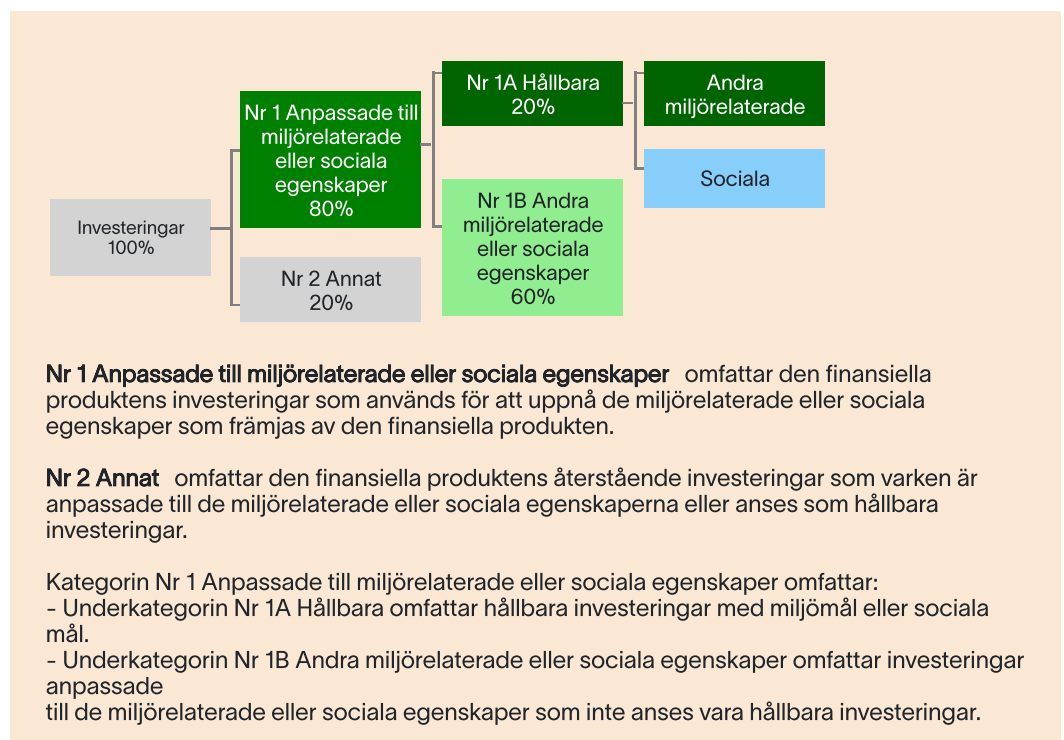 Investeringar
100%
Nr 1 Anpassade till
miljörelaterade
eller sociala
egenskaper
80%
Nr 2 Annat
20%
Nr 1A Hållbara
20%
Nr 1B Andra
miljörelaterade
eller sociala
egenskaper
60%
Andra
miljörelaterade
Sociala
Nr 1 Anpassade till miljörelaterade eller sociala egenskaper omfattar den finansiella
produktens investeringar som används för att uppnå de miljörelaterade eller sociala
egenskaper som främjas av den finansiella produkten.
Nr 2 Annat omfattar den finansiella produktens återstående investeringar som varken är
anpassade till de miljörelaterade eller sociala egenskaperna eller anses som hållbara
investeringar.
Kategorin Nr 1 Anpassade till miljörelaterade eller sociala egenskaper omfattar:
- Underkategorin Nr 1A Hållbara omfattar hållbara investeringar med miljömål eller sociala
mål.
- Underkategorin Nr 1B Andra miljörelaterade eller sociala egenskaper omfattar investeringar
anpassade
till de miljörelaterade eller sociala egenskaper som inte anses vara hållbara investeringar.